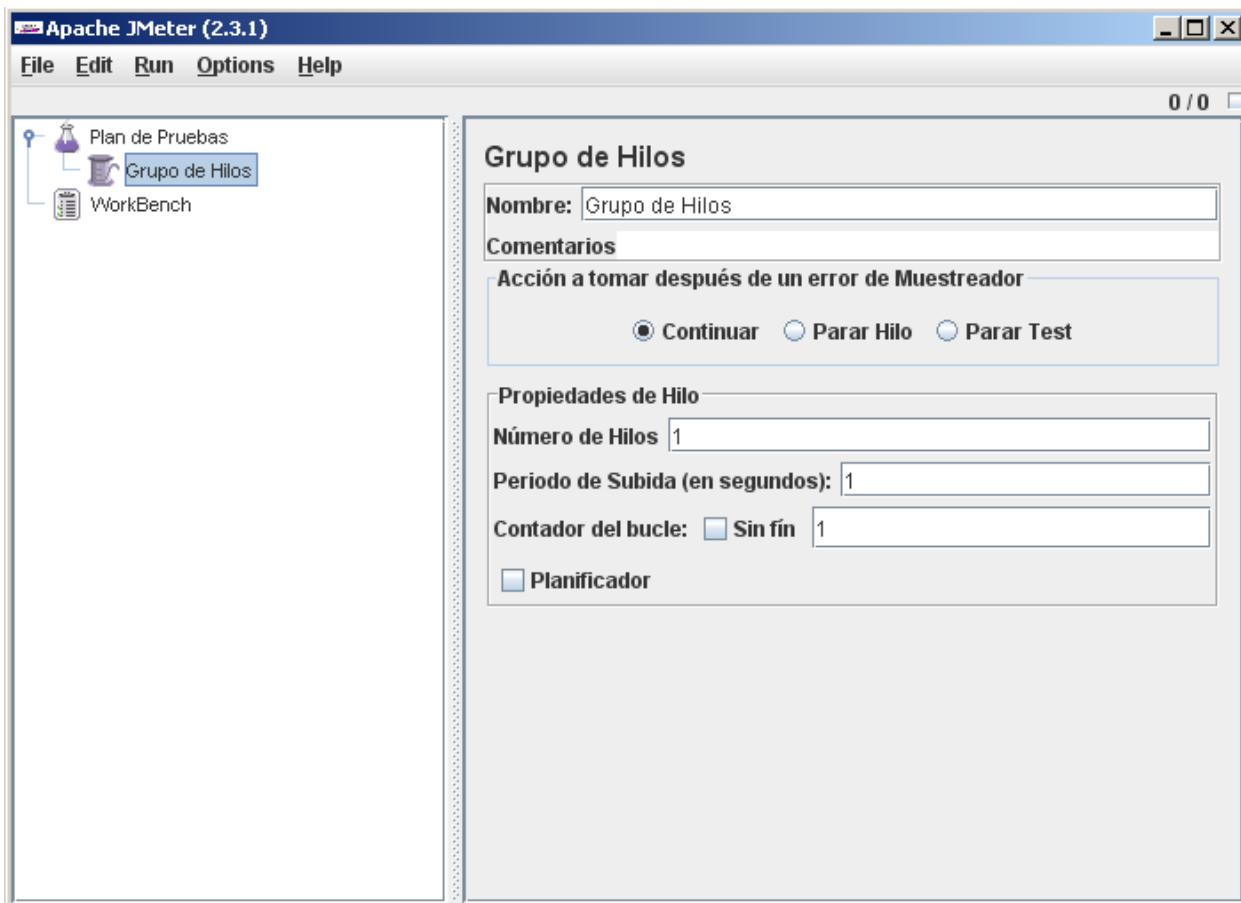 Apache JMeter (2.3.1)
File Edit Run Options Help
0 / 0
Plan de Pruebas
Grupo de Hilos
WorkBench
Grupo de Hilos
Nombre: Grupo de Hilos
Comentarios
Acción a tomar después de un error de Muestreador
Continuar Parar Hilo Parar Test
Propiedades de Hilo
Número de Hilos 1
Periodo de Subida (en segundos): 1
Contador del bucle: Sin fín 1
Planificador